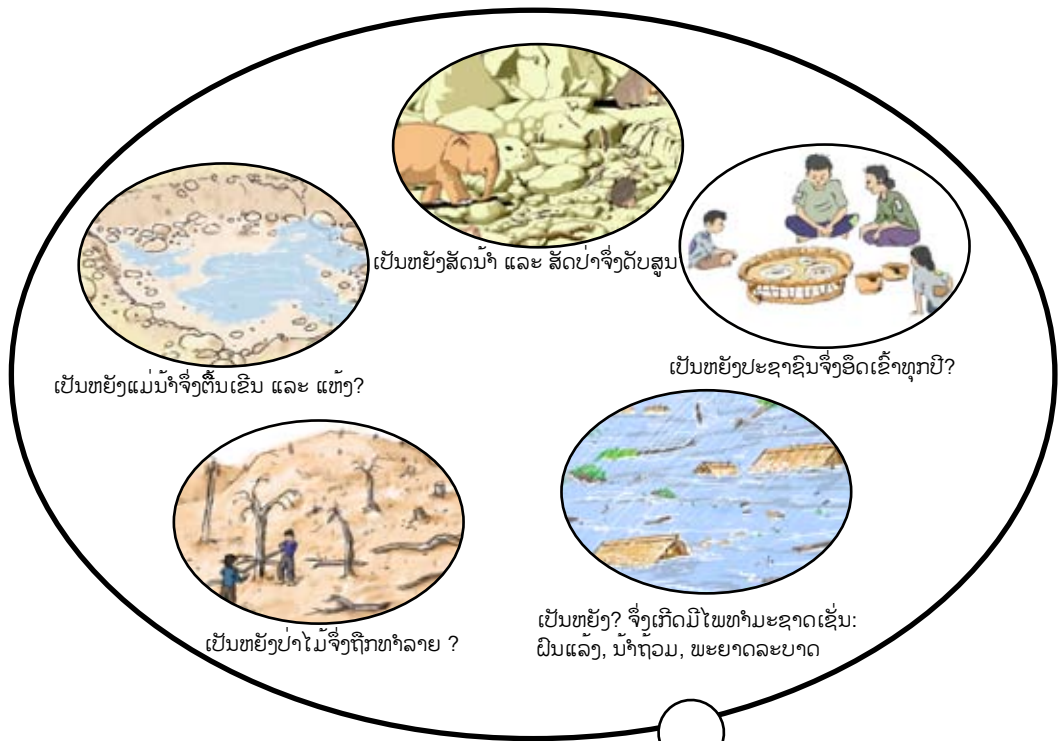 ເປັນຫຍັງສັດນ້ຳ ແລະ ສັດປ່າຈຶ່ງດັບສູນ
ເປັນຫຍັງປະຊາຊົນຈຶ່ງອຶດເຂົ້າທຸກປີ?
ເປັນຫຍັງແມ່ນ້ຳຈຶ່ງຕື້ນເຂີນ ແລະ ແຫ້ງ?
ເປັນຫຍັງ? ຈຶ່ງເກີດມີໄພທຳມະຊາດເຊັ່ນ:
ຝົນແລ້ງ, ນ້ຳຖ້ວມ, ພະຍາດລະບາດ
ເປັນຫຍັງປ່າໄມ້ຈຶ່ງຖືກທຳລາຍ ?